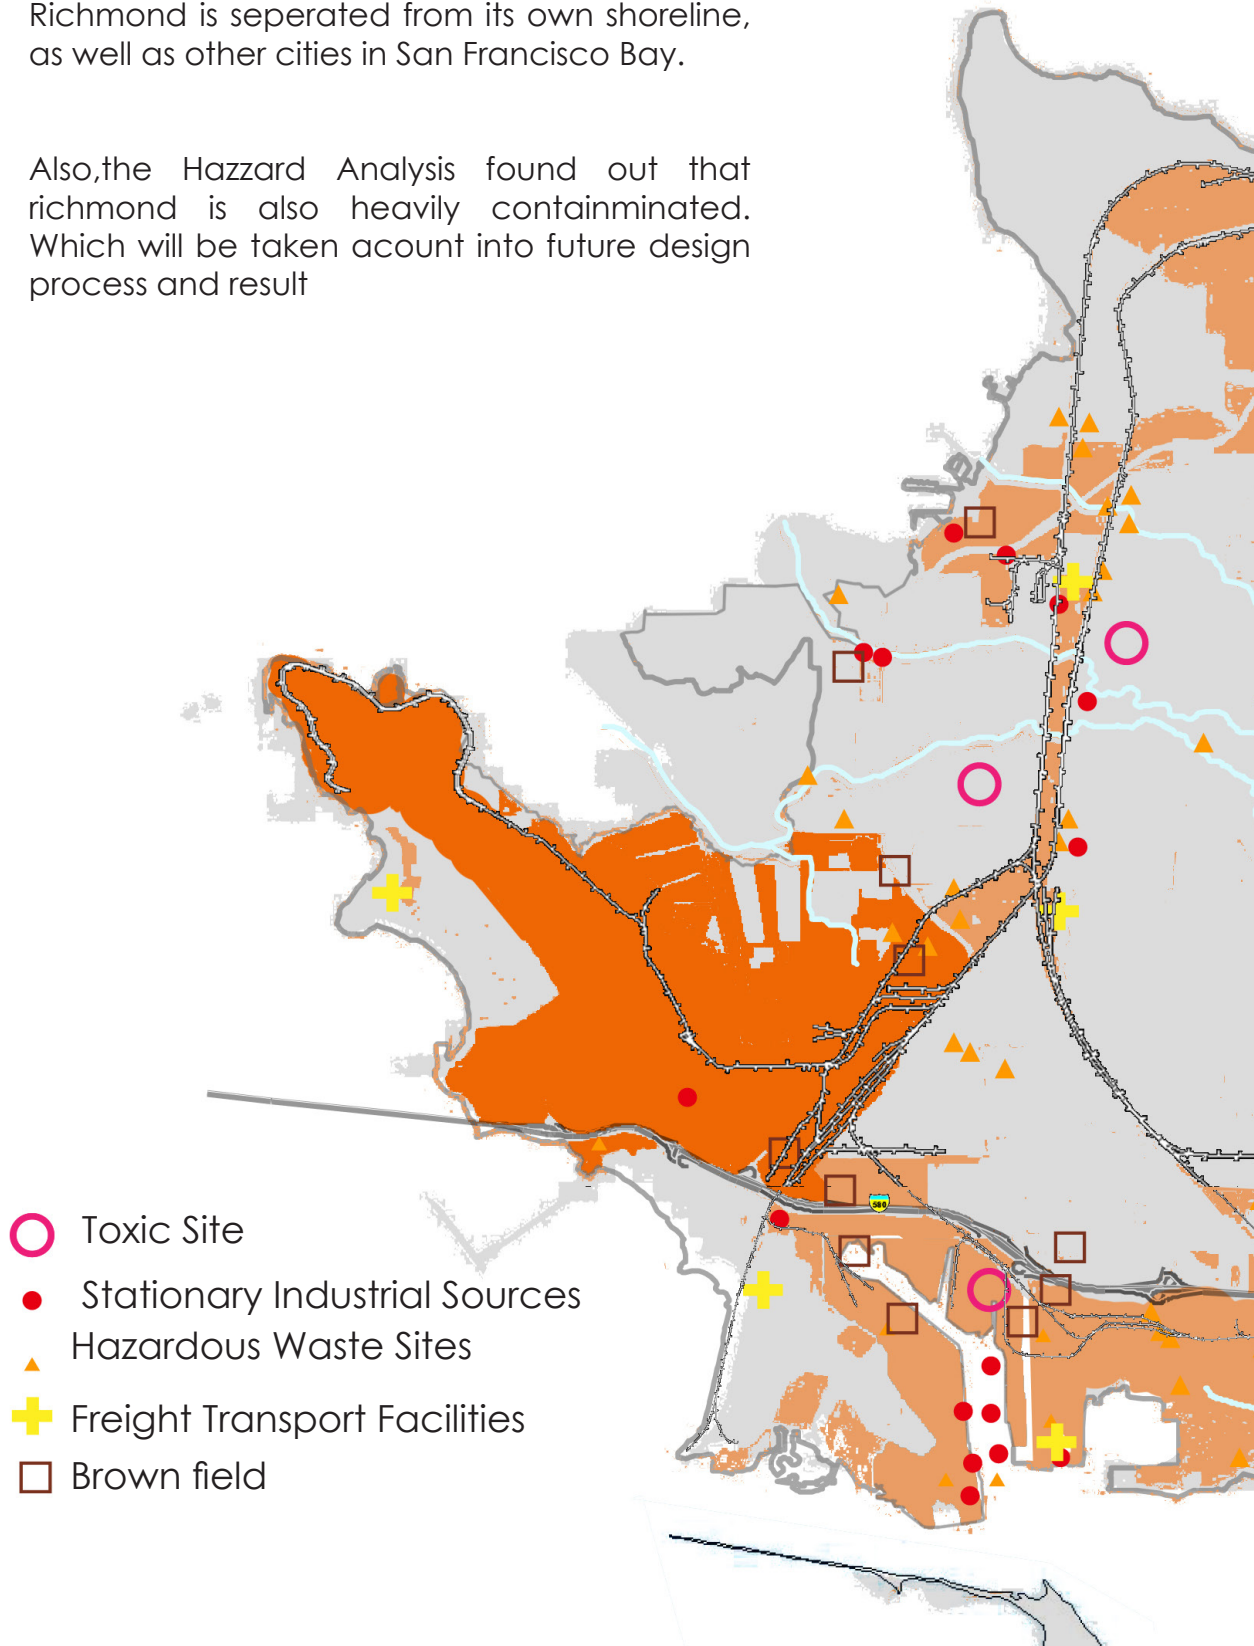 Richmond is seperated from its own shoreline,
as well as other cities in San Francisco Bay.
Also,the Hazzard Analysis found out that
richmond is also heavily containminated.
Which will be taken acount into future design
process and result
580
Toxic Site
Stationary Industrial Sources
Hazardous Waste Sites
Freight Transport Facilities
Brown field